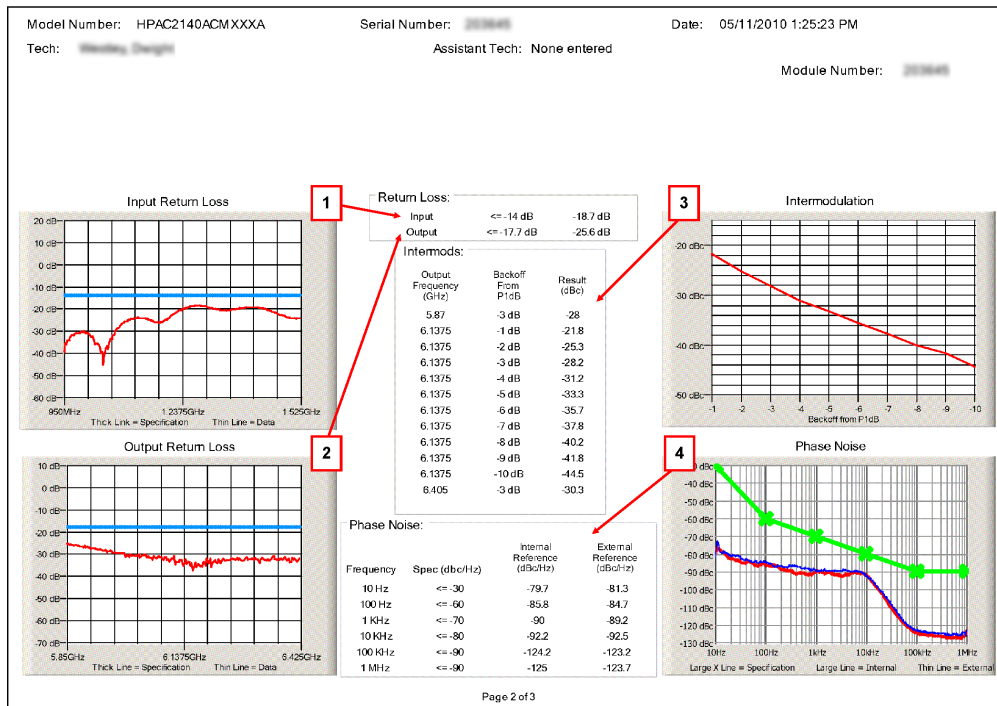 Model Number: HPAC2140ACMXXXA Serial Number: Date: 05/11/2010 1:25:23 PM
Tech: Assistant Tech: None entered
Module Number:
Input Return Loss
20 dB
10 dB
0 dB
-10 dB
-20 dB
-30 dB
-40 dB
-50 dB
-60 dB
950MHz 1.2375GHz 1.525GHz
Thick Link = Specification Thin Line = Data
1
Return Loss:
Input <=-14 dB -18.7 dB
Output <=-17.7 dB -25.6 dB
3
Intermodulation
-20 dBc
-30 dBc
-40 dBc
-50 dBc
-1 -2 -3 -4 -5 -6 -7 -8 -9 -10
Backoff from P1dB
Intermods:
Output Frequency (GHz) Backoff From P1dB Result (dBc)
5.87 -3 dB -28
6.1375 -1 dB -21.8
6.1375 -2 dB -25.3
6.1375 -3 dB -28.2
6.1375 -4 dB -31.2
6.1375 -5 dB -33.3
6.1375 -6 dB -35.7
6.1375 -7 dB -37.8
6.1375 -8 dB -40.2
6.1375 -9 dB -41.8
6.1375 -10 dB -44.5
6.405 -3 dB -30.3
Output Return Loss
10 dB
0 dB
-10 dB
-20 dB
-30 dB
-40 dB
-50 dB
-60 dB
-70 dB
5.85GHz 6.1375GHz 6.425GHz
Thick Line = Specification Thin Line = Data
2
4
Phase Noise:
Frequency Spec (dbc/Hz) Internal Reference (dBc/Hz) External Reference (dBc/Hz)
10 Hz <= -30 -79.7 -81.3
100 Hz <= -60 -85.8 -84.7
1 KHz <= -70 -90 -89.2
10 KHz <= -80 -92.2 -92.5
100 KHz <= -90 -124.2 -123.2
1 MHz <= -90 -125 -123.7
Phase Noise
dBc
-40 dBc
-50 dBc
-60 dBc
-70 dBc
-80 dBc
-90 dBc
-100 dBc
-110 dBc
-120 dBc
-130 dBc
10Hz 100Hz 1kHz 10kHz 100kHz 1MHz
Large X Line = Specification Large Line = Internal Thin Line = External
Page 2 of 3